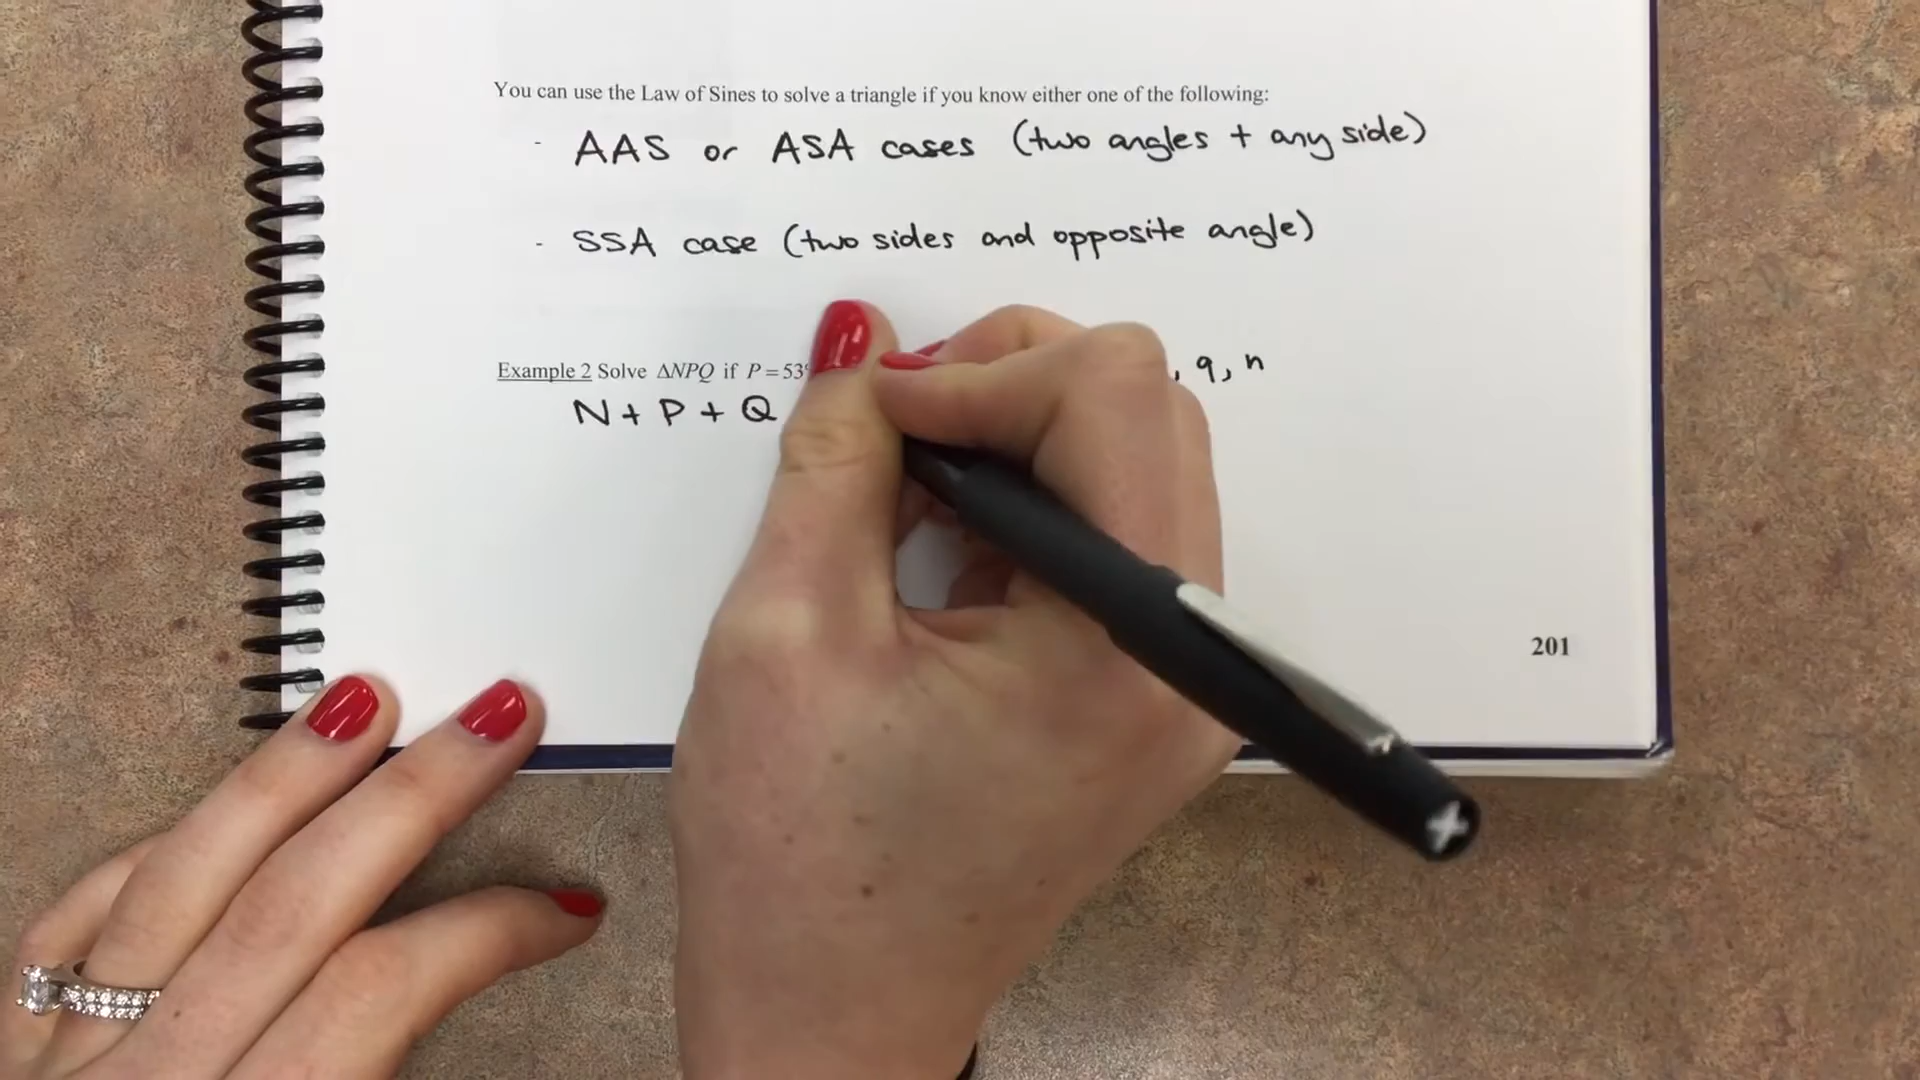 You can use the Law of Sines to solve a triangle if you know either one of the following:
- AAS or ASA cases (two angles + any side)
- SSA case (two sides and opposite angle)
Example 2 Solve ΔNPQ if P = 53° , q, n
N + P + Q
201